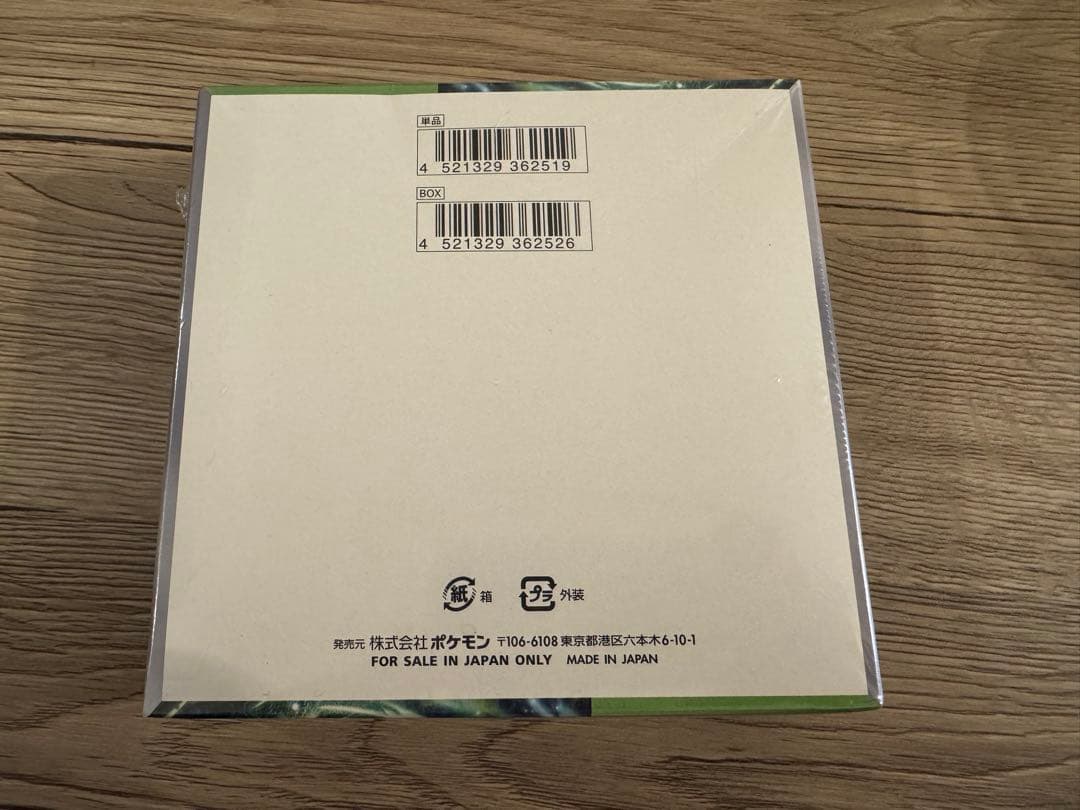 単品
4 521329 362519
BOX
4 521329 362526
紙 箱 プラ 外装
発売元 株式会社ポケモン 〒106-6108 東京都港区六本木6-10-1
FOR SALE IN JAPAN ONLY MADE IN JAPAN